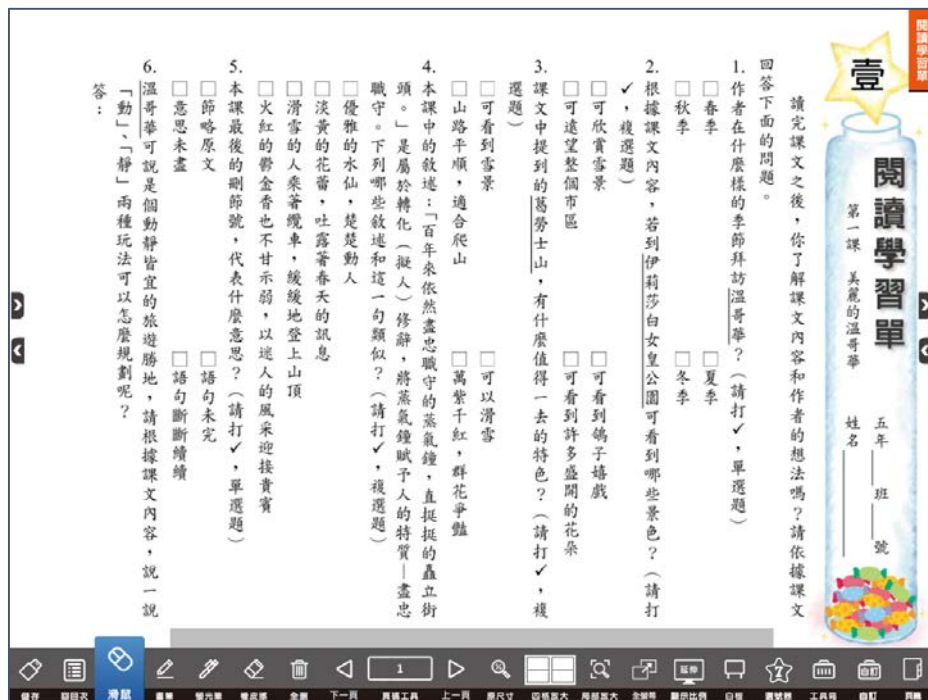 閱讀學習單
壹
閱讀學習單
第一課　美麗的溫哥華
五年＿＿班＿＿號
姓名＿＿＿＿
讀完課文之後，你了解課文內容和作者的想法嗎？請依據課文
回答下面的問題。
1. 作者在什麼樣的季節拜訪溫哥華？（請打✓，單選題）
□春季　□夏季
□秋季　□冬季
2. 根據課文內容，若到伊莉莎白女皇公園可看到哪些景色？（請打
✓，複選題）
□可欣賞雪景　□可看到鴿子嬉戲
□可遠望整個市區　□可看到許多盛開的花朵
3. 課文中提到的葛勞士山，有什麼值得一去的特色？（請打✓，複
選題）
□可看到雪景　□可以滑雪
□山路平順，適合爬山　□萬紫千紅，群花爭豔
4. 本課中的敘述：「百年來依然盡忠職守的蒸氣鐘，直挺挺的矗立街
頭。」是屬於轉化（擬人）修辭，將蒸氣鐘賦予人的特質—盡忠
職守。下列哪些敘述和這一句類似？（請打✓，複選題）
□優雅的水仙，楚楚動人
□淡黃的花蕾，吐露著春天的訊息
□滑雪的人乘著纜車，緩緩地登上山頂
□火紅的鬱金香也不甘示弱，以迷人的風采迎接貴賓
5. 本課最後的刪節號，代表什麼意思？（請打✓，單選題）
□節略原文　□語句未完
□意思未盡　□語句斷斷續續
6. 溫哥華可說是個動靜皆宜的旅遊勝地，請根據課文內容，說一說
「動」、「靜」兩種玩法可以怎麼規劃呢？
答：
1
延伸
自訂
滑鼠